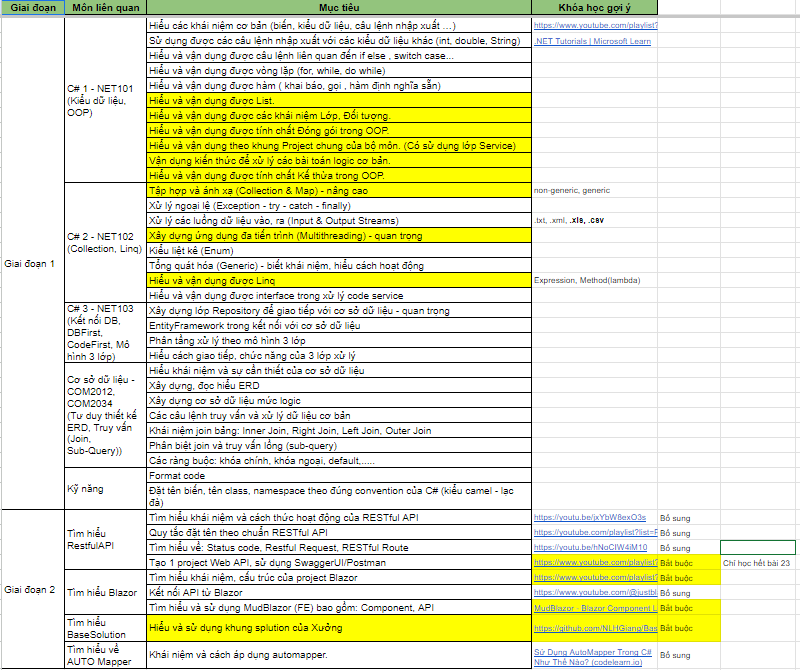 Giai đoạn Môn liên quan Mục tiêu Khóa học gợi ý
Giai đoạn 1
C# 1 - NET101
(Kiểu dữ liệu,
OOP)
Hiểu các khái niệm cơ bản (biến, kiểu dữ liệu, câu lệnh nhập xuất …) https://www.youtube.com/playlist?
Sử dụng được các câu lệnh nhập xuất với các kiểu dữ liệu khác (int, double, String) .NET Tutorials | Microsoft Learn
Hiểu và vận dụng được câu lệnh liên quan đến if else , switch case...
Hiểu và vận dụng được vòng lặp (for, while, do while)
Hiểu và vận dụng được hàm ( khai báo, gọi , hàm định nghĩa sẵn)
Hiểu và vận dụng được List.
Hiểu và vận dụng được các khái niệm Lớp, Đối tượng.
Hiểu và vận dụng được tính chất Đóng gói trong OOP.
Hiểu và vận dụng theo khung Project chung của bộ môn. (Có sử dụng lớp Service)
Vận dụng kiến thức để xử lý các bài toán logic cơ bản.
Hiểu và vận dụng được tính chất Kế thừa trong OOP.
C# 2 - NET102
(Collection, Linq)
Tập hợp và ánh xạ (Collection & Map) - nâng cao non-generic, generic
Xử lý ngoại lệ (Exception - try - catch - finally)
Xử lý các luồng dữ liệu vào, ra (Input & Output Streams) .txt, .xml, .xls, .csv
Xây dựng ứng dụng đa tiến trình (Multithreading) - quan trọng
Kiểu liệt kê (Enum)
Tổng quát hóa (Generic) - biết khái niệm, hiểu cách hoạt động
Hiểu và vận dụng được Linq Expression, Method(lambda)
Hiểu và vận dụng được interface trong xử lý code service
C# 3 - NET103
(Kết nối DB,
DBFirst,
CodeFirst, Mô
hình 3 lớp)
Xây dựng lớp Repository để giao tiếp với cơ sở dữ liệu - quan trọng
EntityFramework trong kết nối với cơ sở dữ liệu
Phân tầng xử lý theo mô hình 3 lớp
Hiểu cách giao tiếp, chức năng của 3 lớp xử lý
Cơ sở dữ liệu -
COM2012,
COM2034
(Tư duy thiết kế
ERD, Truy vấn
(Join,
Sub-Query))
Hiểu khái niệm và sự cần thiết của cơ sở dữ liệu
Xây dựng, đọc hiểu ERD
Xây dựng cơ sở dữ liệu mức logic
Các câu lệnh truy vấn và xử lý dữ liệu cơ bản
Khái niệm join bảng: Inner Join, Right Join, Left Join, Outer Join
Phân biệt join và truy vấn lồng (sub-query)
Các ràng buộc: khóa chính, khóa ngoại, default,.....
Kỹ năng
Format code
Đặt tên biến, tên class, namespace theo đúng convention của C# (kiểu camel - lạc
đà)
Giai đoạn 2
Tìm hiểu
RestfulAPI
Tìm hiểu khái niệm và cách thức hoạt động của RESTful API https://youtu.be/jxYbW8exO3s Bổ sung
Quy tắc đặt tên theo chuẩn RESTful API https://youtube.com/playlist?list=F Bổ sung
Tìm hiểu về: Status code, Restful Request, RESTful Route https://youtu.be/hNoCIW4iM10 Bổ sung
Tạo 1 project Web API, sử dụng SwaggerUI/Postman https://www.youtube.com/playlist? Bắt buộc Chỉ học hết bài 23
Tìm hiểu Blazor
Tìm hiểu khái niệm, cấu trúc của project Blazor https://www.youtube.com/playlist? Bắt buộc
Kết nối API từ Blazor https://www.youtube.com/@justbli Bổ sung
Tìm hiểu và sử dụng MudBlazor (FE) bao gồm: Component, API MudBlazor - Blazor Component L Bắt buộc
Tìm hiểu
BaseSolution
Hiểu và sử dụng khung splution của Xưởng https://github.com/NLHGiang/Bas Bắt buộc
Tìm hiểu về
AUTO Mapper
Khái niệm và cách áp dụng automapper. Sử Dụng AutoMapper Trong C#
Như Thế Nào? (codelearn.io) Bổ sung